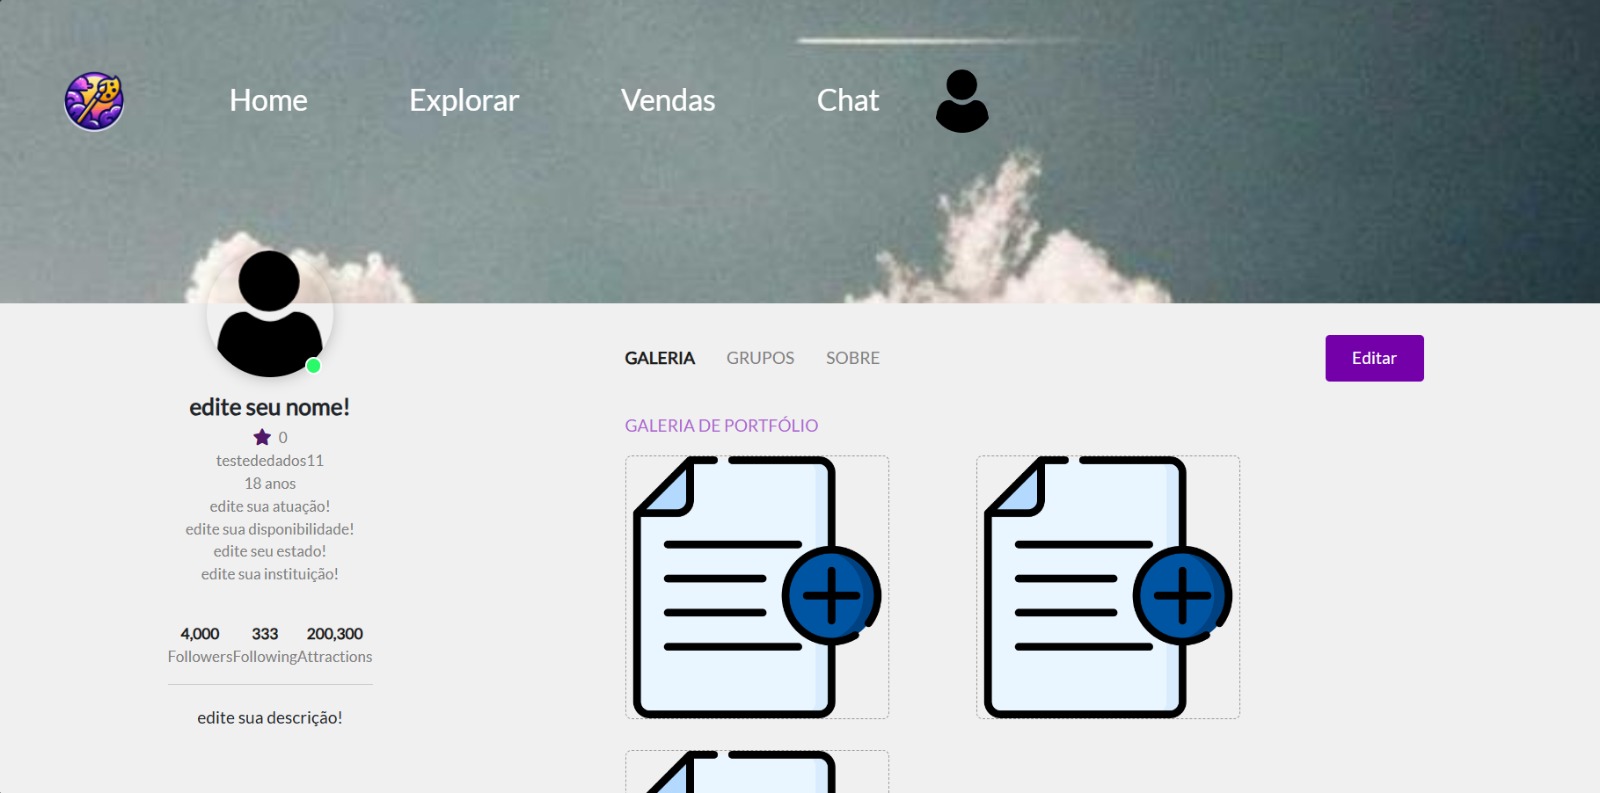 Home Explorar Vendas Chat
GALERIA GRUPOS SOBRE
Editar
edite seu nome!
0
testededados11
18 anos
edite sua atuação!
edite sua disponibilidade!
edite seu estado!
edite sua instituição!
4,000 333 200,300
FollowersFollowingAttractions
edite sua descrição!
GALERIA DE PORTFÓLIO